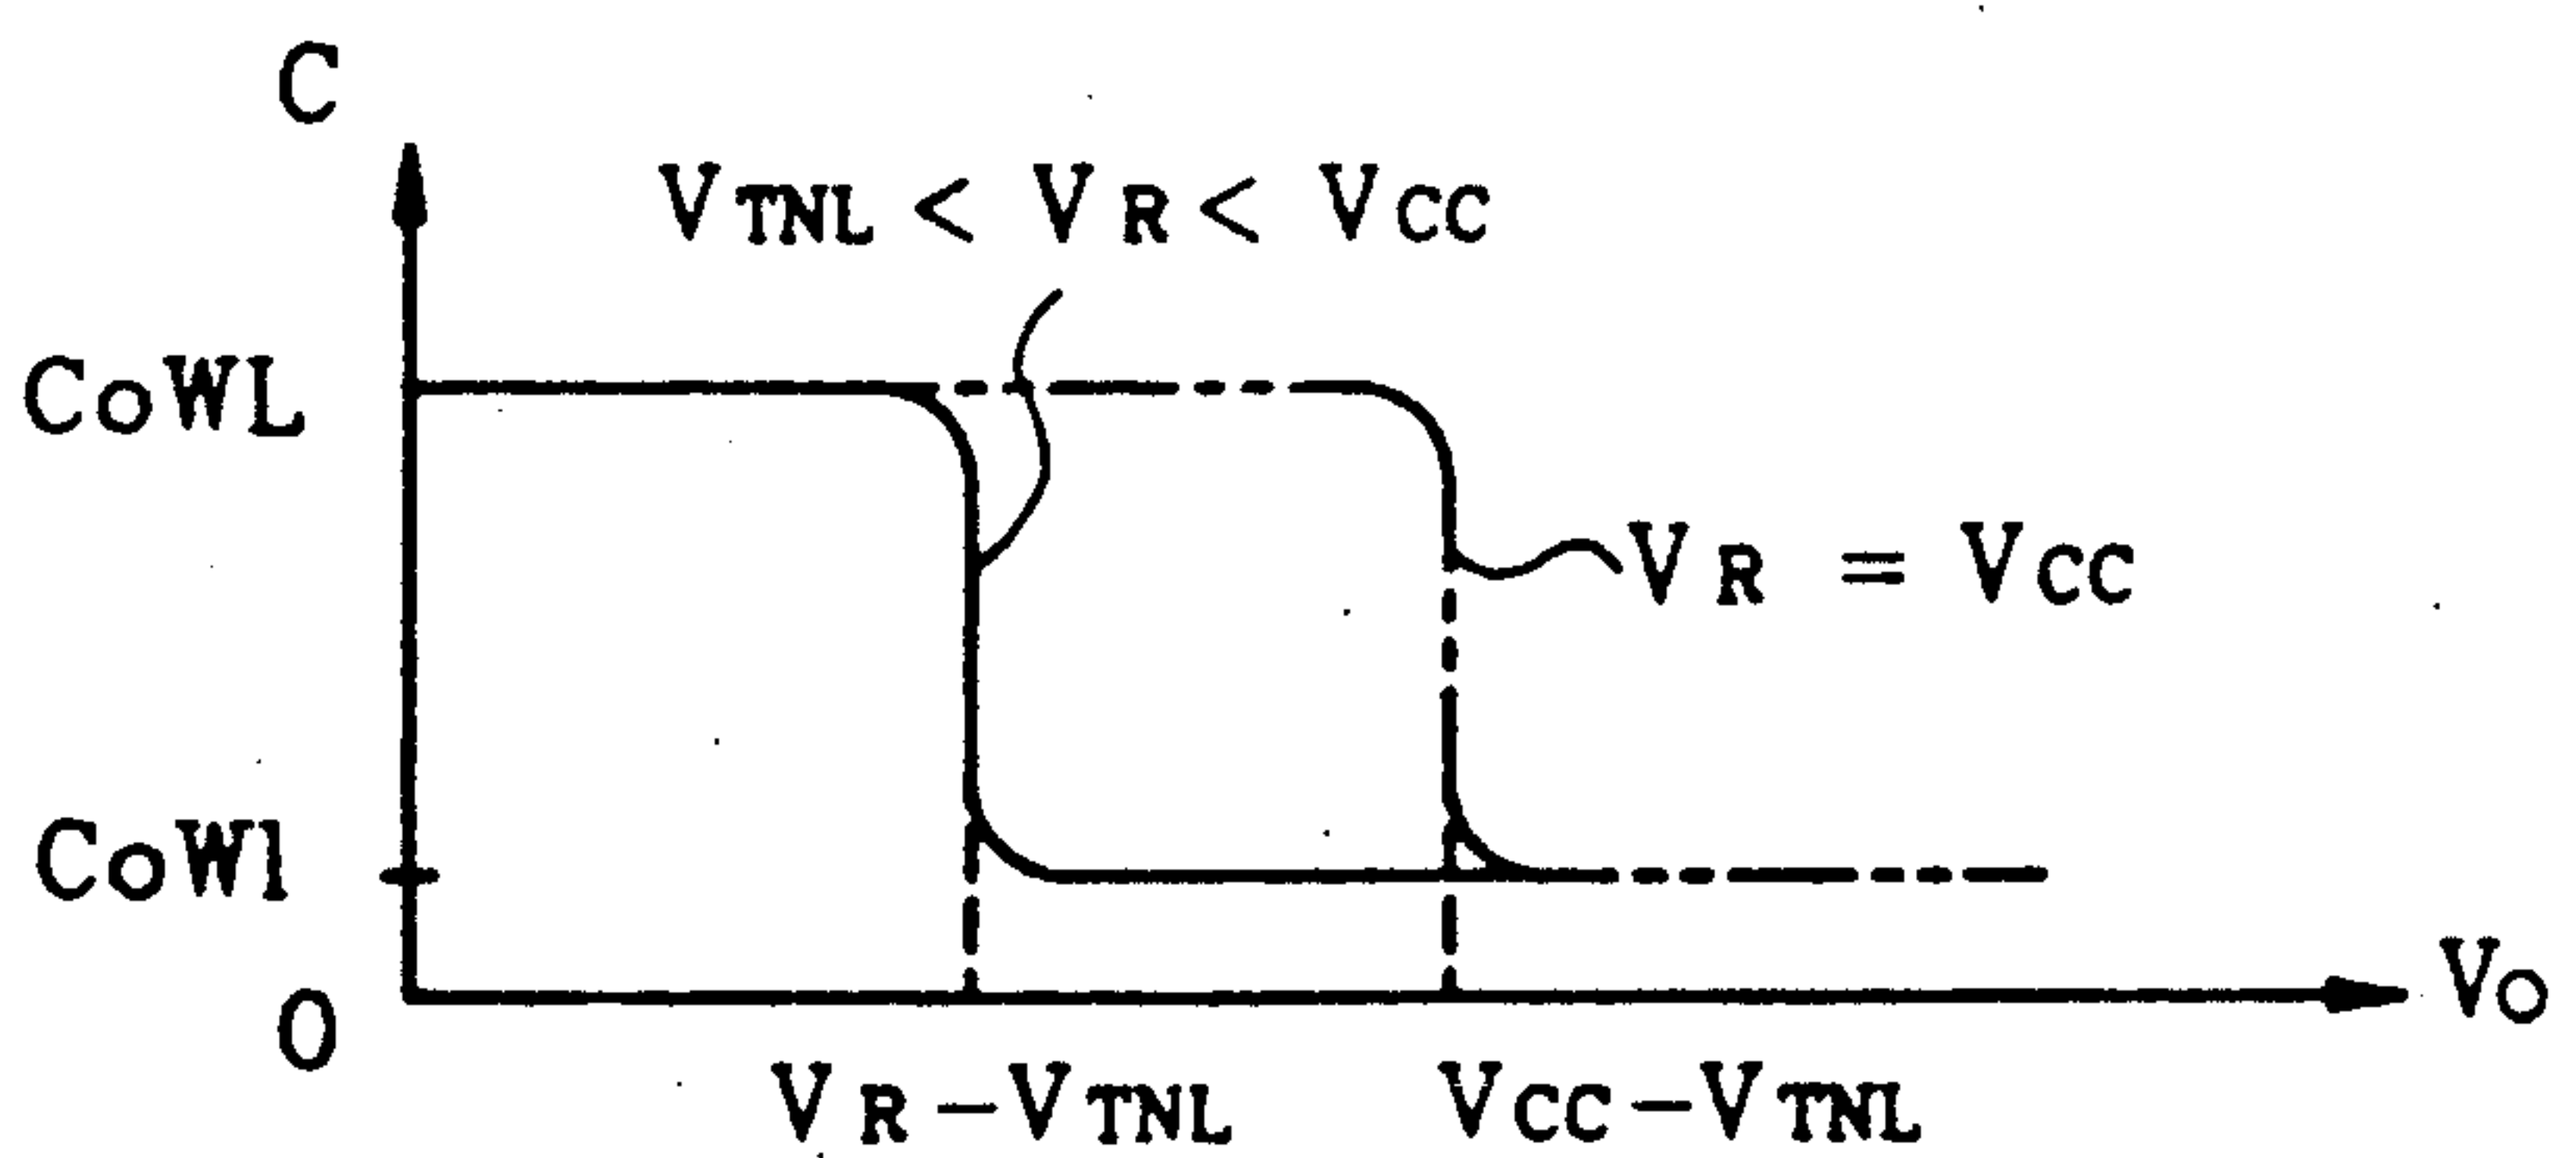 C
VTNL < VR < VCC
CoWL
VR = VCC
CoWl
VO
0
VR-VTNL
VCC-VTNL